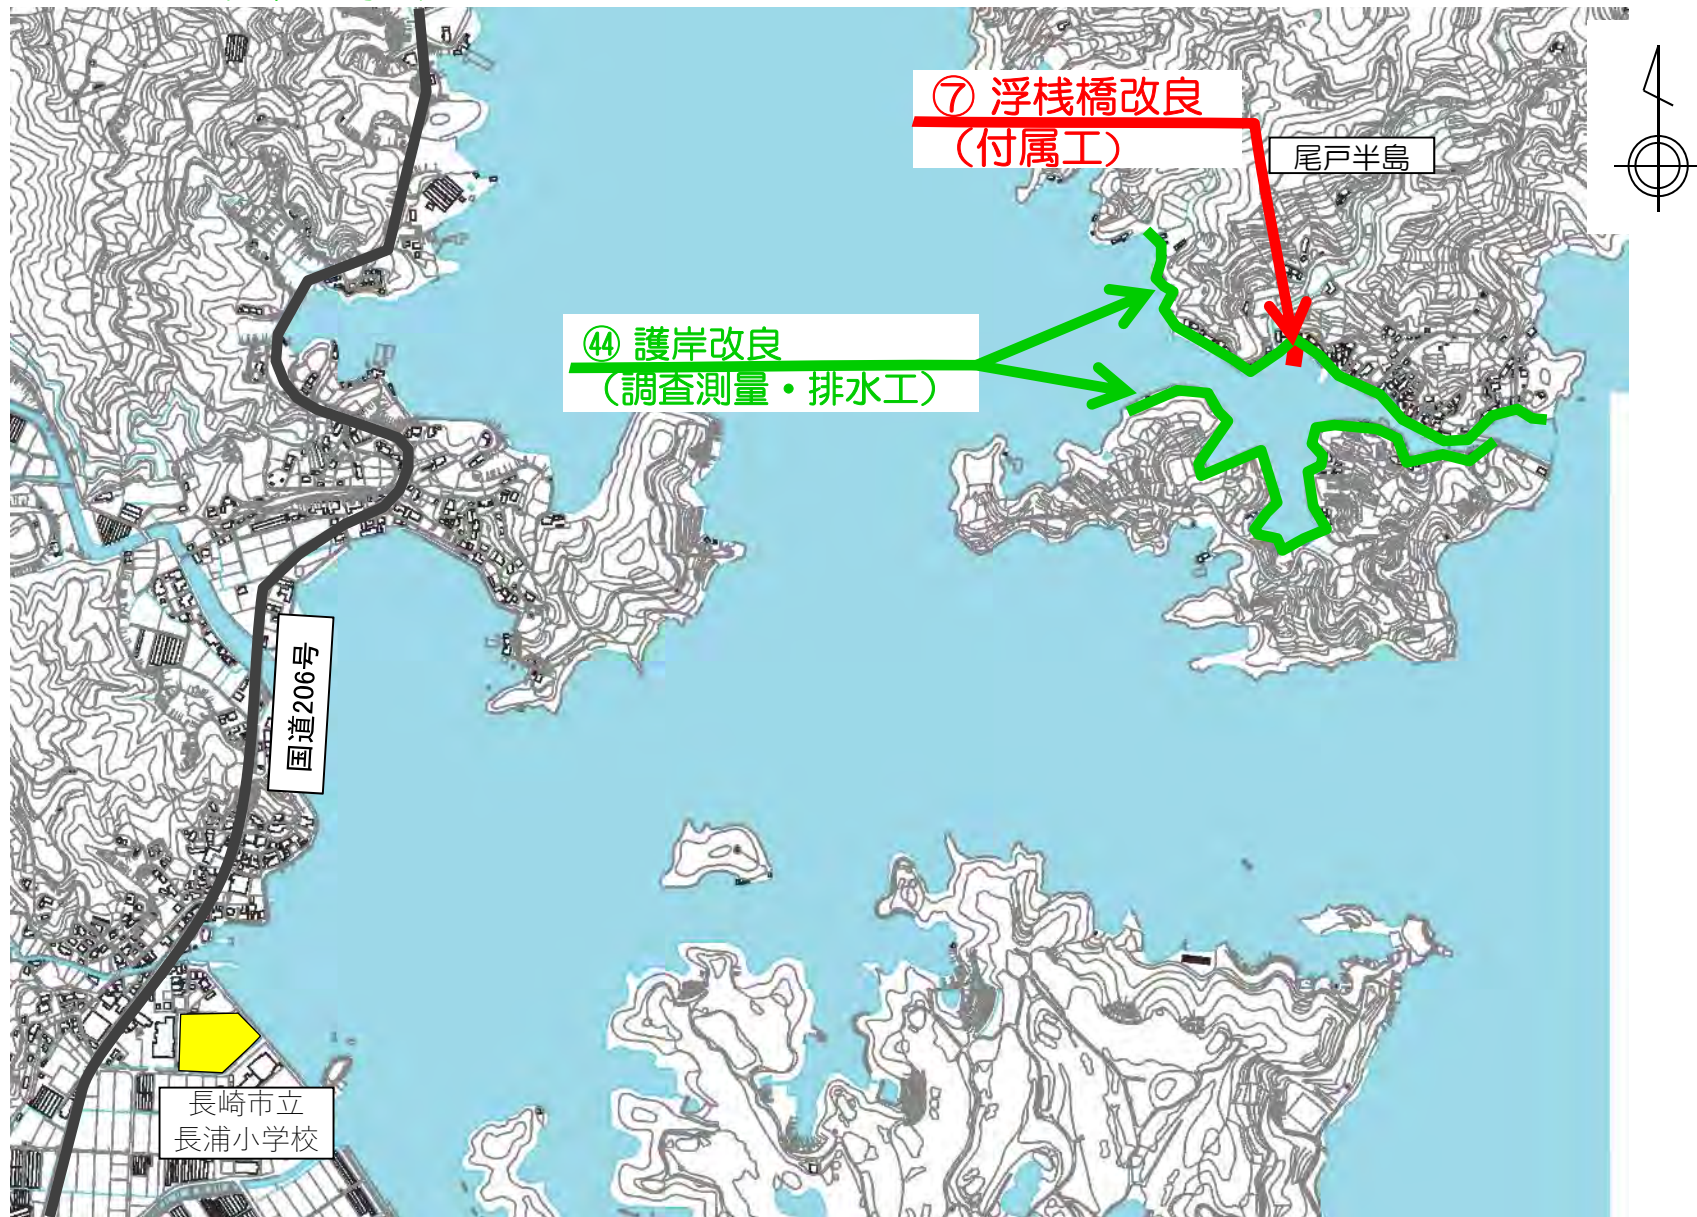 ⑦ 浮桟橋改良
（付属工）
尾戸半島
㊹ 護岸改良
（調査測量・排水工）
国道206号
長崎市立
長浦小学校